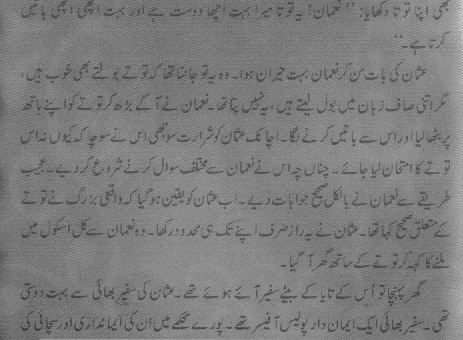 بھی اپنا توتا دکھایا: ’’نعمان! یہ توتا میرا بہت اچھا دوست ہے اور بہت اچھی اچھی باتیں
کرتا ہے۔‘‘
عثمان کی بات سن کر نعمان بہت حیران ہوا۔ وہ یہ تو جانتا تھا کہ توتے بولتے بھی خوب ہیں،
مگر اتنی صاف زبان میں بول لیتے ہیں، یہ نہیں پتا تھا۔ نعمان نے آگے بڑھ کر توتے کو اپنے ہاتھ
پر بٹھا لیا اور اس سے باتیں کرنے لگا۔ اچانک عثمان کو شرارت سوجھی اس نے سوچا کہ کیوں نہ اس
توتے کا امتحان لیا جائے۔ چناں چہ اس نے نعمان سے مختلف سوال کرنے شروع کر دیے۔ عجیب
طریقے سے نعمان نے بالکل صحیح جوابات دیے۔ اب عثمان کو یقین ہو گیا کہ واقعی بزرگ نے توتے
کے متعلق صحیح کہا تھا۔ عثمان نے یہ راز صرف اپنے تک ہی محدود رکھا۔ وہ نعمان سے کل اسکول میں
ملنے کا کہہ کر توتے کے ساتھ گھر آ گیا۔
گھر پہنچا تو اُس کے تایا کے بیٹے سفیر آئے ہوئے تھے۔ عثمان کی سفیر بھائی سے بہت دوستی
تھی۔ سفیر بھائی ایک ایمان دار پولیس آفیسر تھے۔ پورے محکمے میں ان کی ایمانداری اور سچائی کی